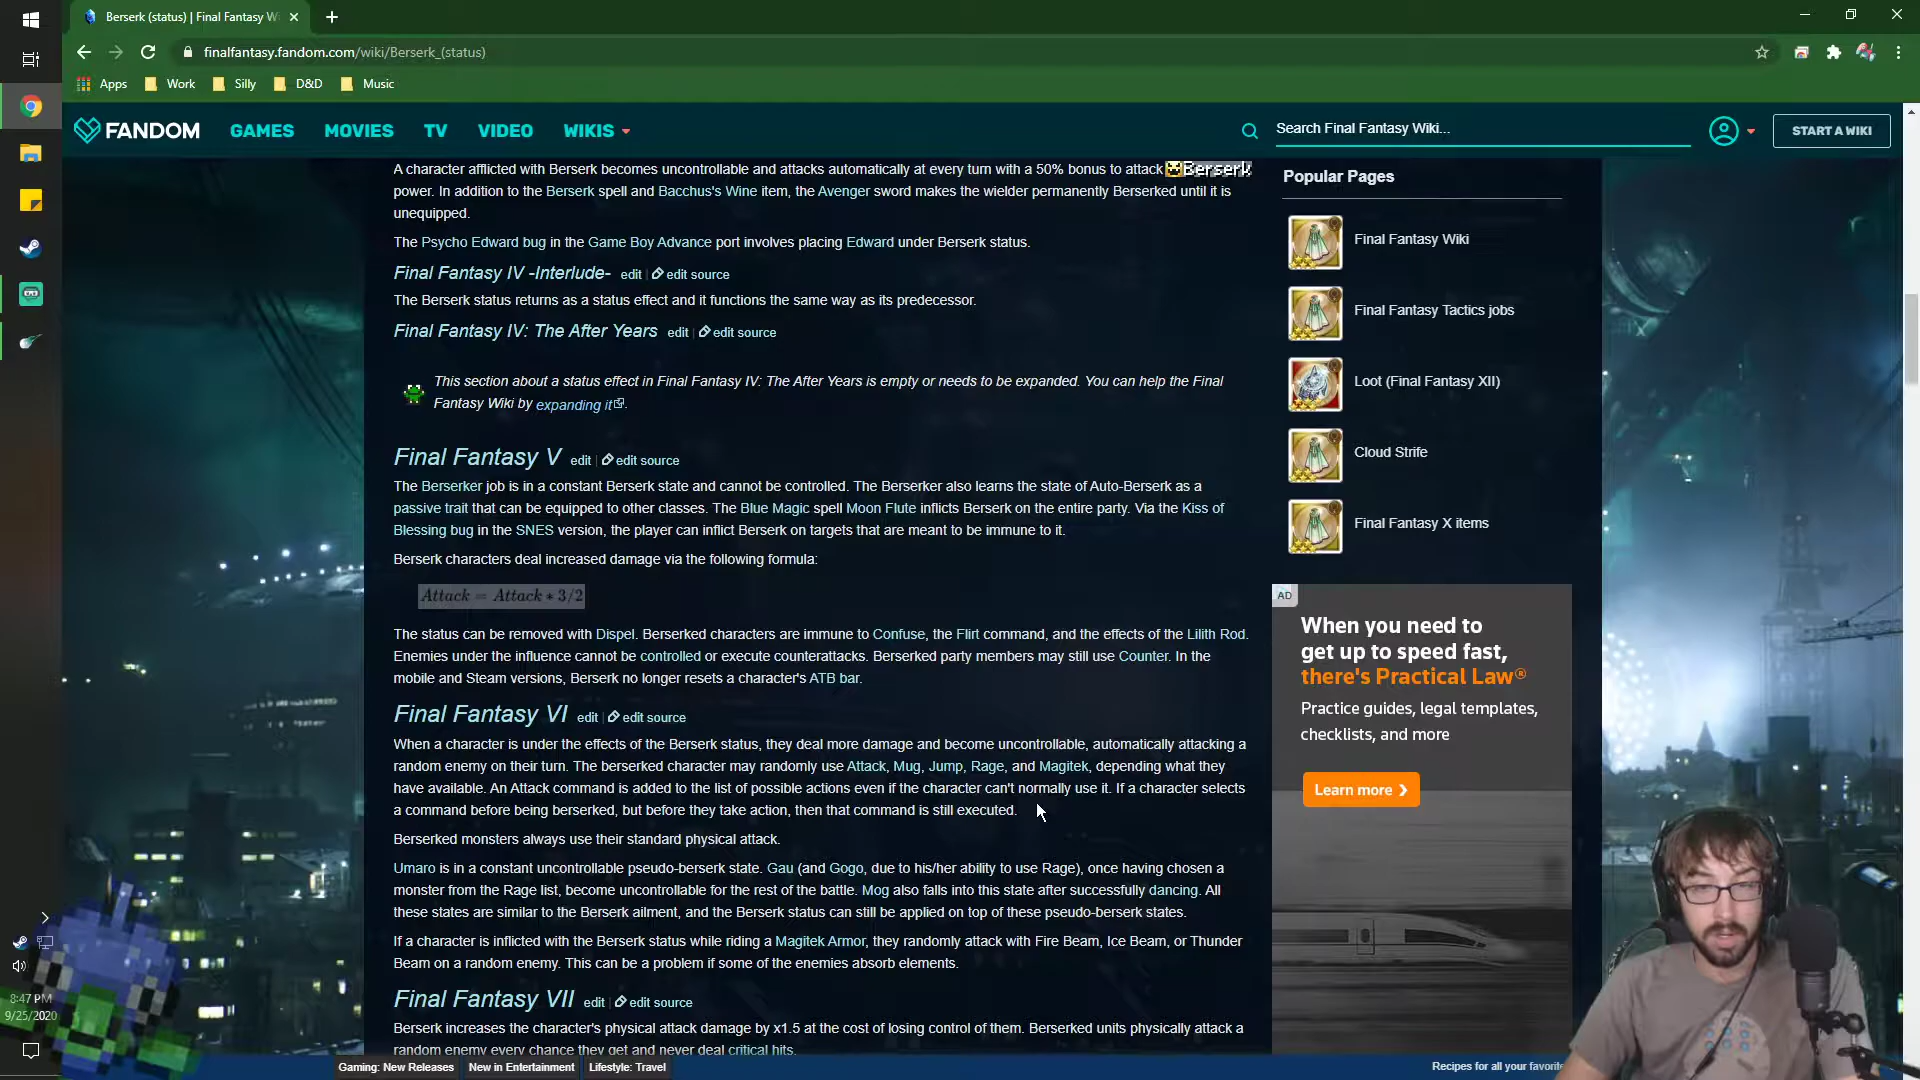 Berserk (status) | Final Fantasy W
finalfantasy.fandom.com/wiki/Berserk_(status)
Apps Work Silly D&D Music
FANDOM GAMES MOVIES TV VIDEO WIKIS
Search Final Fantasy Wiki...
START A WIKI
A character afflicted with Berserk becomes uncontrollable and attacks automatically at every turn with a 50% bonus to attack
Berserk
power. In addition to the Berserk spell and Bacchus's Wine item, the Avenger sword makes the wielder permanently Berserked until it is
unequipped.
The Psycho Edward bug in the Game Boy Advance port involves placing Edward under Berserk status.
Final Fantasy IV -Interlude- edit | edit source
The Berserk status returns as a status effect and it functions the same way as its predecessor.
Final Fantasy IV: The After Years edit | edit source
This section about a status effect in Final Fantasy IV: The After Years is empty or needs to be expanded. You can help the Final
Fantasy Wiki by expanding it.
Final Fantasy V edit | edit source
The Berserker job is in a constant Berserk state and cannot be controlled. The Berserker also learns the state of Auto-Berserk as a
passive trait that can be equipped to other classes. The Blue Magic spell Moon Flute inflicts Berserk on the entire party. Via the Kiss of
Blessing bug in the SNES version, the player can inflict Berserk on targets that are meant to be immune to it.
Berserk characters deal increased damage via the following formula:
Attack = Attack * 3/2
The status can be removed with Dispel. Berserked characters are immune to Confuse, the Flirt command, and the effects of the Lilith Rod.
Enemies under the influence cannot be controlled or execute counterattacks. Berserked party members may still use Counter. In the
mobile and Steam versions, Berserk no longer resets a character's ATB bar.
Final Fantasy VI edit | edit source
When a character is under the effects of the Berserk status, they deal more damage and become uncontrollable, automatically attacking a
random enemy on their turn. The berserked character may randomly use Attack, Mug, Jump, Rage, and Magitek, depending what they
have available. An Attack command is added to the list of possible actions even if the character can't normally use it. If a character selects
a command before being berserked, but before they take action, then that command is still executed.
Berserked monsters always use their standard physical attack.
Umaro is in a constant uncontrollable pseudo-berserk state. Gau (and Gogo, due to his/her ability to use Rage), once having chosen a
monster from the Rage list, become uncontrollable for the rest of the battle. Mog also falls into this state after successfully dancing. All
these states are similar to the Berserk ailment, and the Berserk status can still be applied on top of these pseudo-berserk states.
If a character is inflicted with the Berserk status while riding a Magitek Armor, they randomly attack with Fire Beam, Ice Beam, or Thunder
Beam on a random enemy. This can be a problem if some of the enemies absorb elements.
Final Fantasy VII edit | edit source
Berserk increases the character's physical attack damage by x1.5 at the cost of losing control of them. Berserked units physically attack a
random enemy every chance they get and never deal critical hits.
Popular Pages
Final Fantasy Wiki
Final Fantasy Tactics jobs
Loot (Final Fantasy XII)
Cloud Strife
Final Fantasy X items
AD
When you need to
get up to speed fast,
there's Practical Law®
Practice guides, legal templates,
checklists, and more
Learn more
8:47 PM
9/25/2020
Gaming: New Releases New in Entertainment Lifestyle: Travel
Recipes for all your favorite